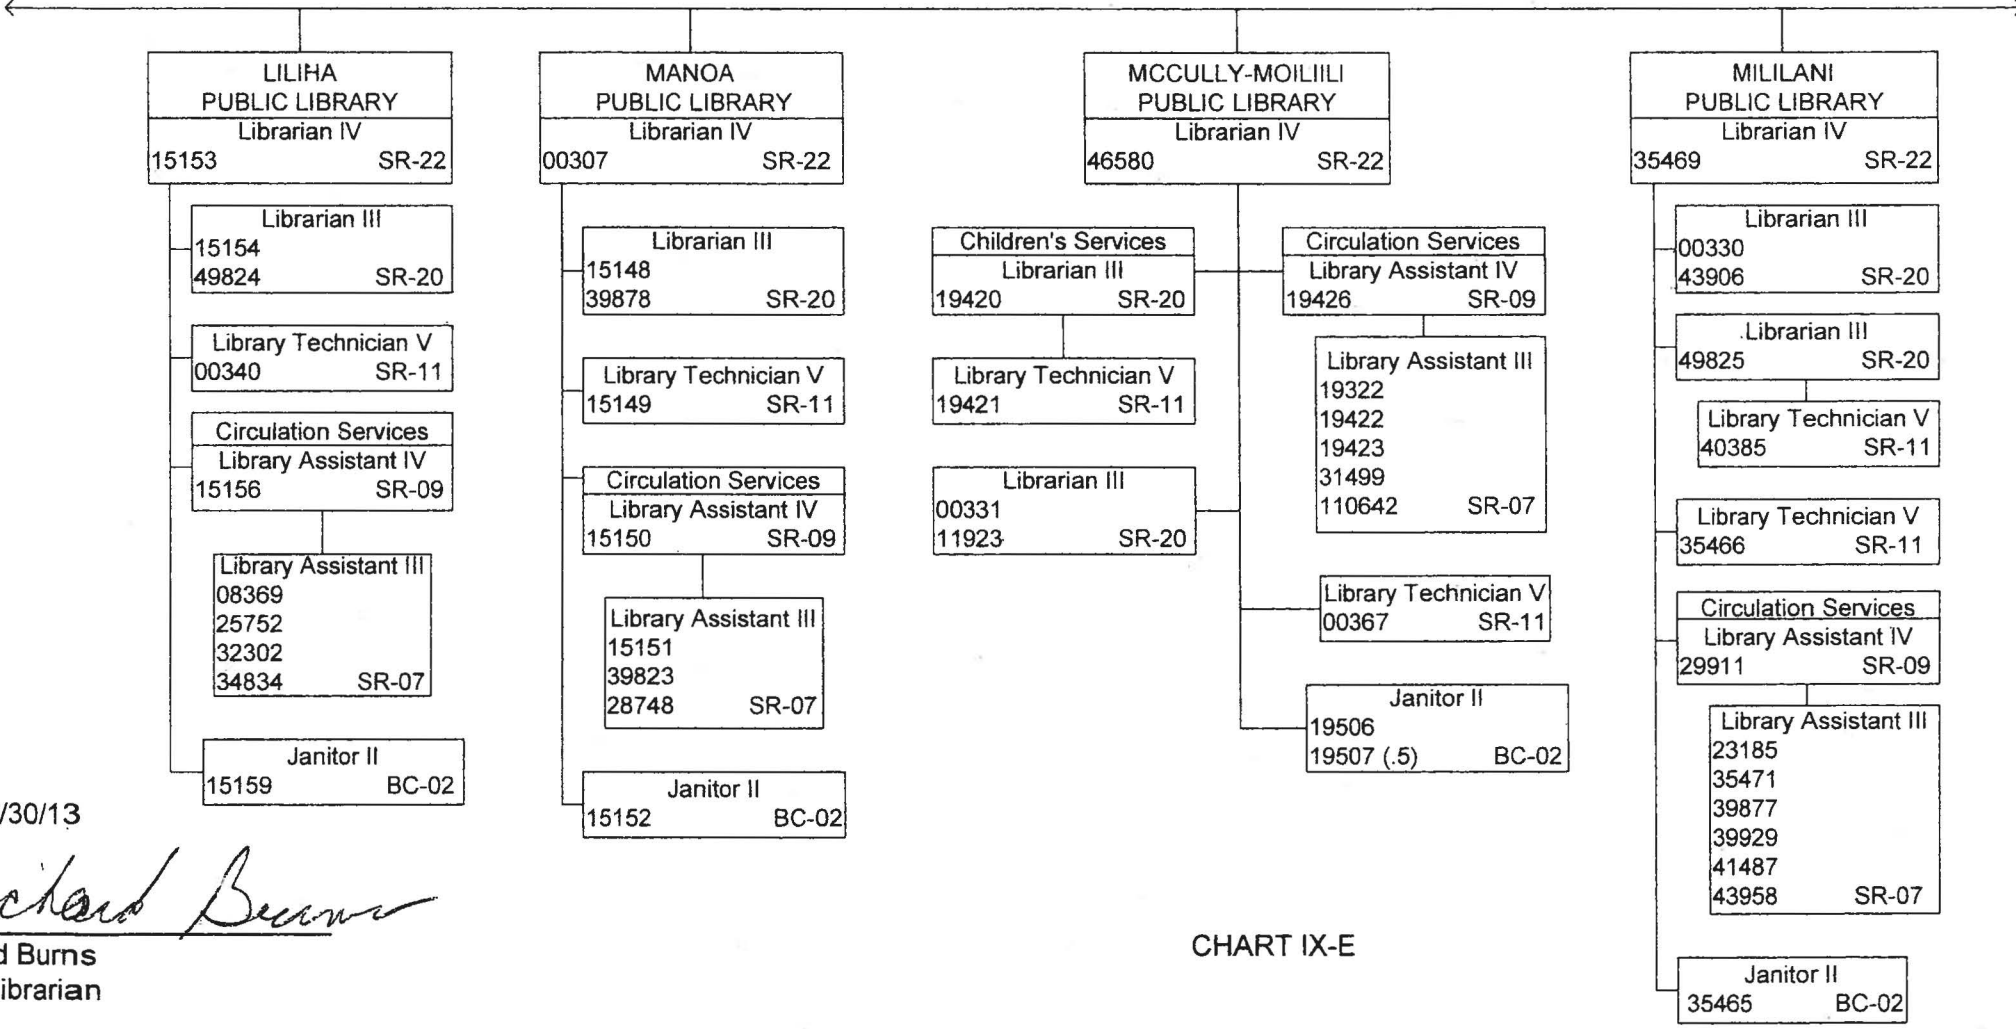 LILIHA
PUBLIC LIBRARY
Librarian IV
15153 SR-22
Librarian III
15154
49824 SR-20
Library Technician V
00340 SR-11
Circulation Services
Library Assistant IV
15156 SR-09
Library Assistant III
08369
25752
32302
34834 SR-07
Janitor II
15159 BC-02
MANOA
PUBLIC LIBRARY
Librarian IV
00307 SR-22
Librarian III
15148
39878 SR-20
Library Technician V
15149 SR-11
Circulation Services
Library Assistant IV
15150 SR-09
Library Assistant III
15151
39823
28748 SR-07
Janitor II
15152 BC-02
MCCULLY-MOILIILI
PUBLIC LIBRARY
Librarian IV
46580 SR-22
Children's Services
Librarian III
19420 SR-20
Library Technician V
19421 SR-11
Librarian III
00331
11923 SR-20
Circulation Services
Library Assistant IV
19426 SR-09
Library Assistant III
19322
19422
19423
31499
110642 SR-07
Library Technician V
00367 SR-11
Janitor II
19506
19507 (.5) BC-02
MILILANI
PUBLIC LIBRARY
Librarian IV
35469 SR-22
Librarian III
00330
43906 SR-20
Librarian III
49825 SR-20
Library Technician V
40385 SR-11
Library Technician V
35466 SR-11
Circulation Services
Library Assistant IV
29911 SR-09
Library Assistant III
23185
35471
39877
39929
41487
43958 SR-07
Janitor II
35465 BC-02
/30/13
chard Burns
d Burns
ibrarian
CHART IX-E